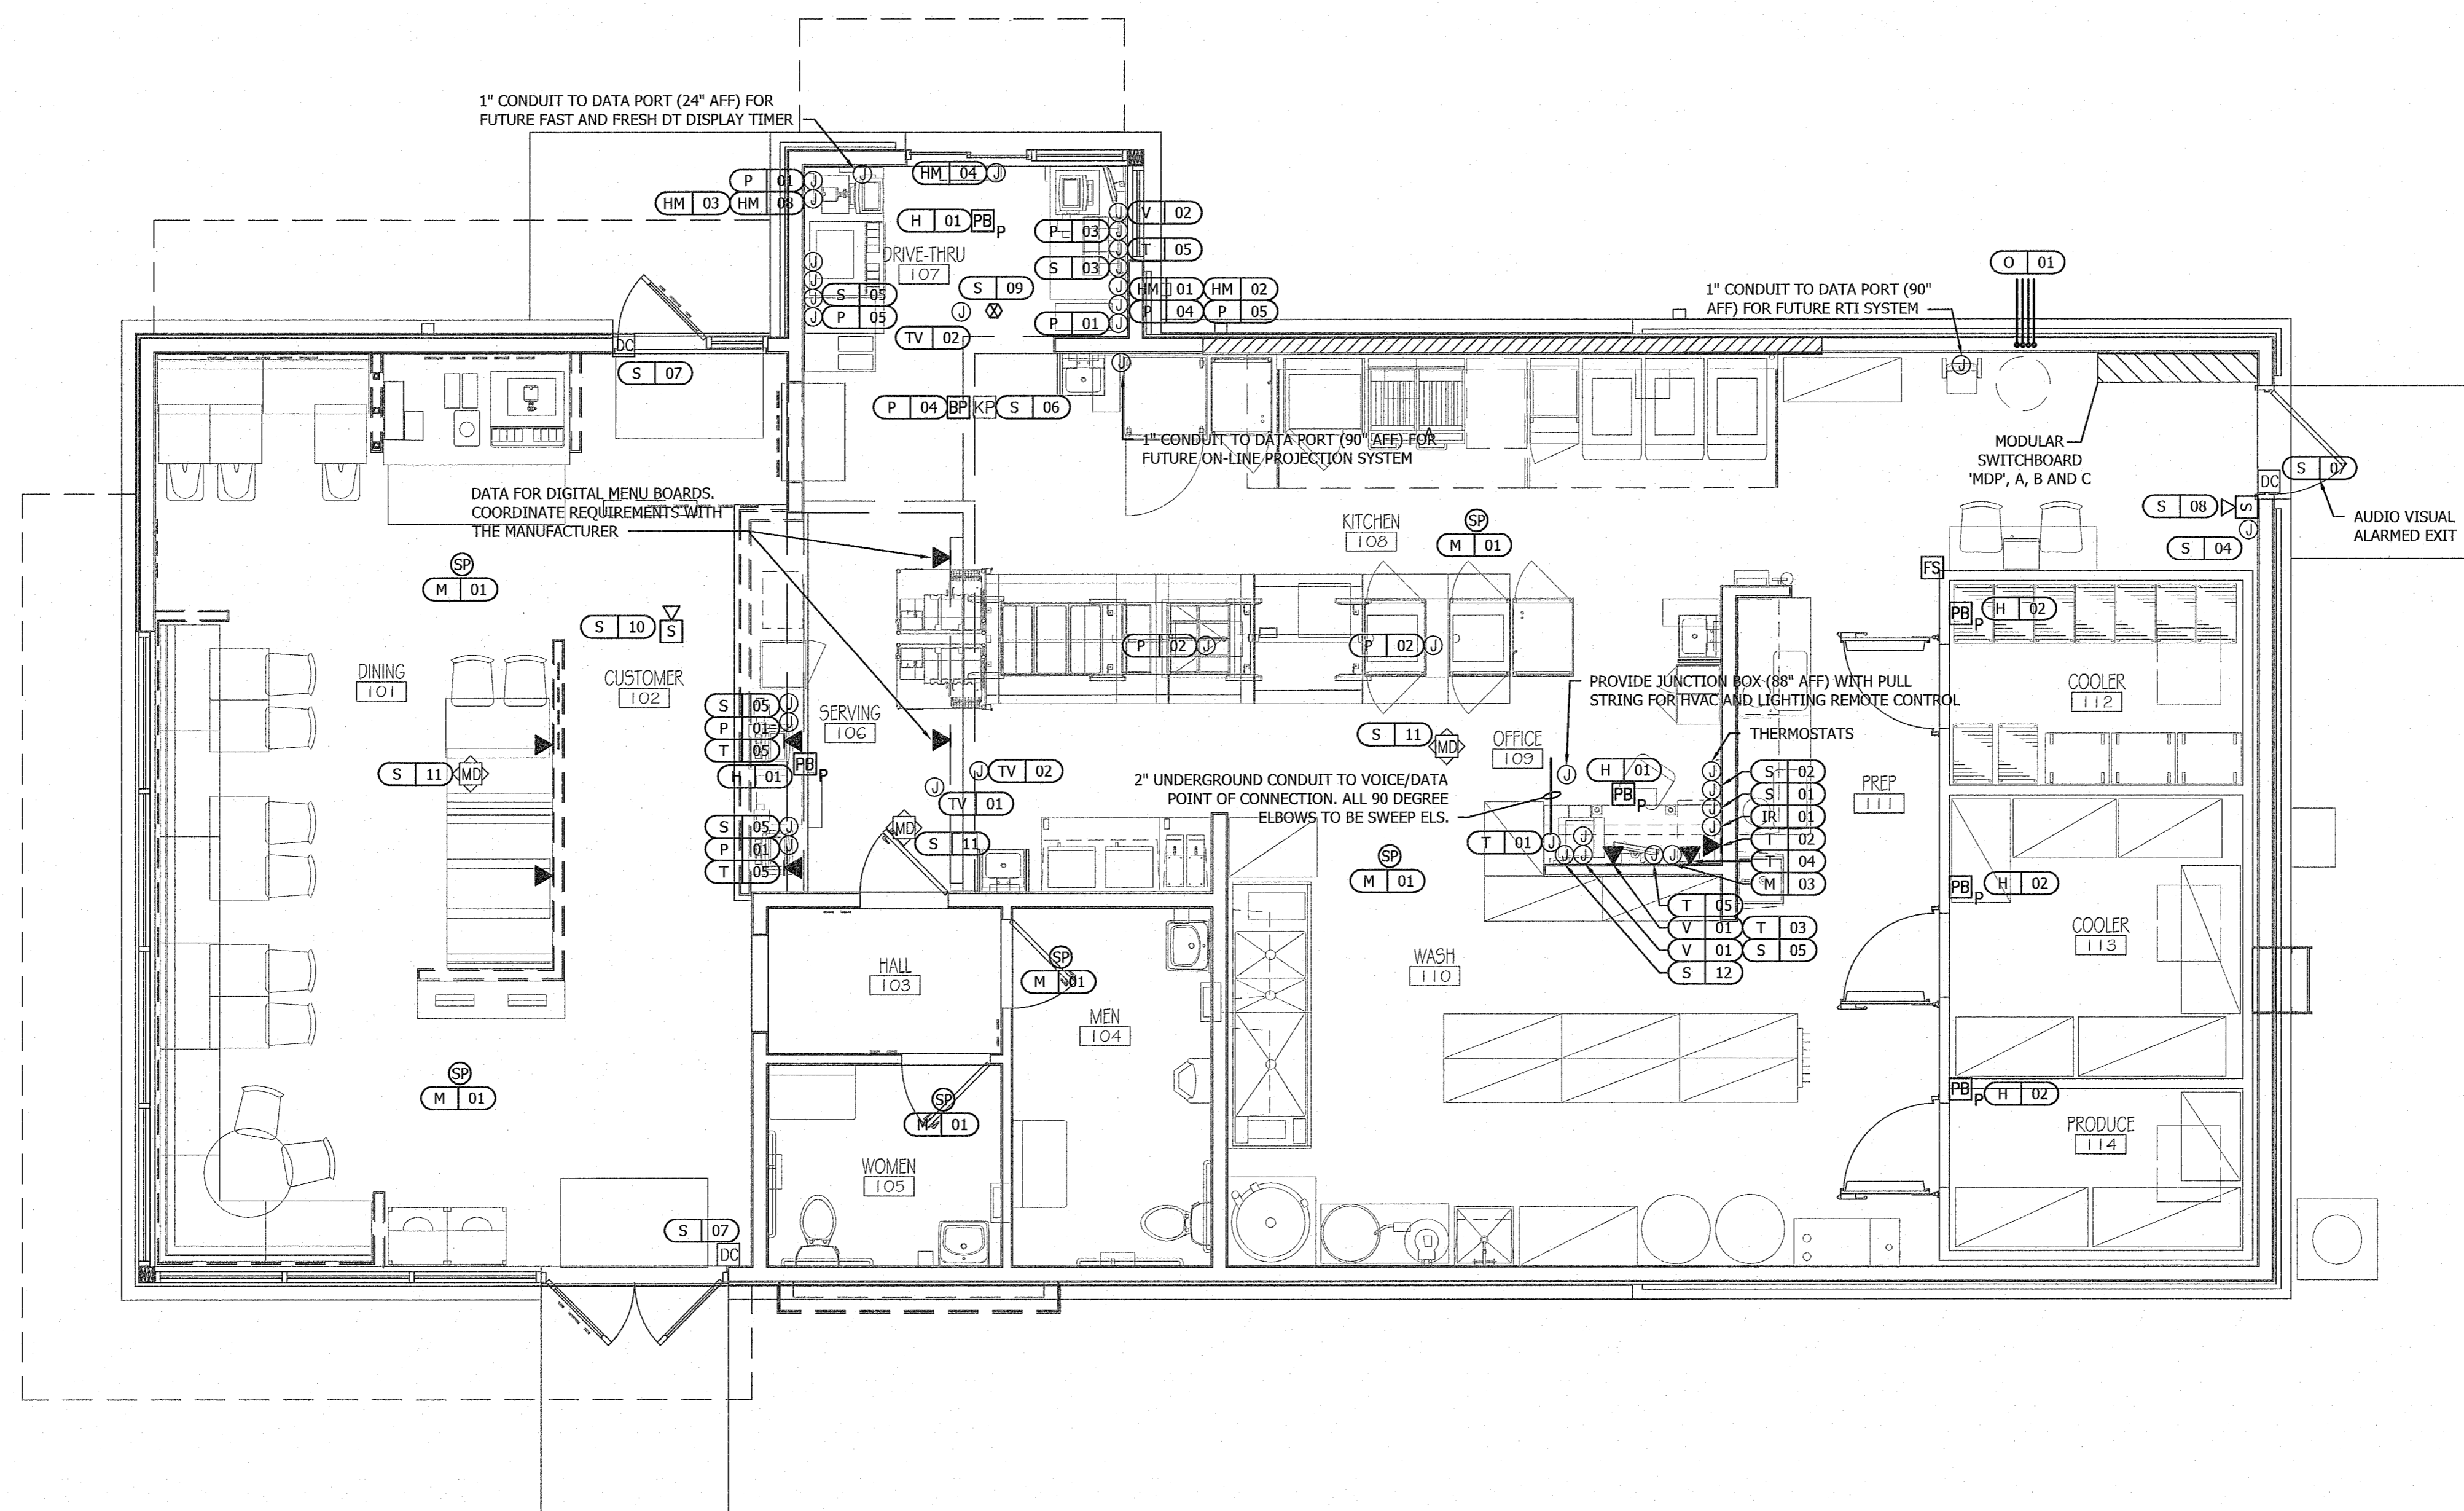 1" CONDUIT TO DATA PORT (24" AFF) FOR
FUTURE FAST AND FRESH DT DISPLAY TIMER
P 01 J
HM 03 HM 08 J
J
HM 04 J
H 01 PB P
DRIVE-THRU
107
J V 02
P 03 J
J T 05
S 03 J
S 09
J HM 01 HM 02
J P 04 P 05
P 01 J
J
J
J S 05
J P 05
J
TV 02
O 01
1" CONDUIT TO DATA PORT (90"
AFF) FOR FUTURE RTI SYSTEM
J
DC
S 07
J
P 04 BP KP S 06
1" CONDUIT TO DATA PORT (90" AFF) FOR
FUTURE ON-LINE PROJECTION SYSTEM
A
MODULAR
SWITCHBOARD
'MDP', A, B AND C
S 07
DC
S 08 S
J
S 04
AUDIO VISUAL
ALARMED EXIT
DATA FOR DIGITAL MENU BOARDS.
COORDINATE REQUIREMENTS WITH
THE MANUFACTURER
KITCHEN
108
SP
M 01
SP
M 01
FS
S 10 S
PB P H 02
P 02 J
P 02 J
DINING
101
CUSTOMER
102
COOLER
112
PROVIDE JUNCTION BOX (88" AFF) WITH PULL
STRING FOR HVAC AND LIGHTING REMOTE CONTROL
S 05 J
P 01 J
T 05
SERVING
106
S 11 MD
OFFICE
109
THERMOSTATS
S 11 MD
H 01 PB P
J TV 02
J
TV 01
2" UNDERGROUND CONDUIT TO VOICE/DATA
POINT OF CONNECTION. ALL 90 DEGREE
ELBOWS TO BE SWEEP ELS.
J
H 01
PB P
J
J S 02
J S 01
J IR 01
T 02
T 04
M 03
PREP
111
S 05 J
P 01 J
T 05
MD
S 11
T 01 J
J
J
J
J
J
T 05
V 01 T 03
V 01 S 05
S 12
SP
M 01
PB P H 02
COOLER
113
HALL
103
SP
M 01
WASH
110
MEN
104
SP
M 01
SP
M 01
PB P H 02
PRODUCE
114
WOMEN
105
S 07
DC